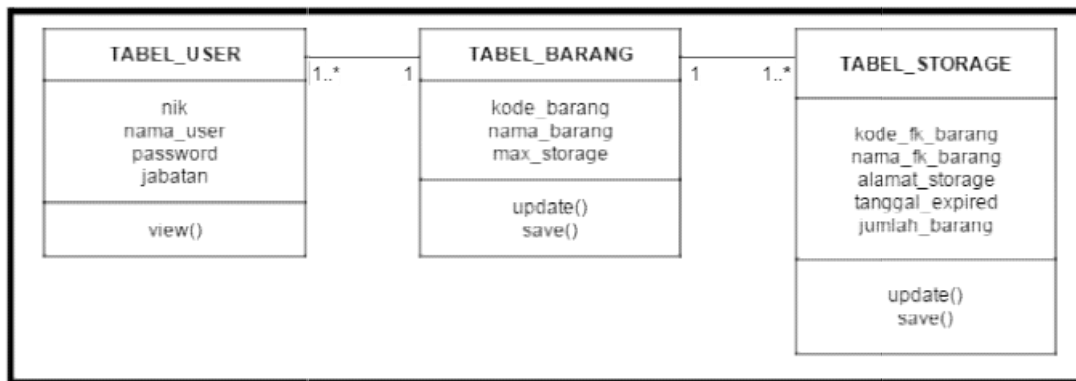 TABEL_USER
nik
nama_user
password
jabatan
view()
1..*
1
TABEL_BARANG
kode_barang
nama_barang
max_storage
update()
save()
1
1..*
TABEL_STORAGE
kode_fk_barang
nama_fk_barang
alamat_storage
tanggal_expired
jumlah_barang
update()
save()